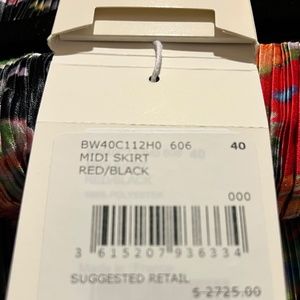 BW40C112H0 606 40
MIDI SKIRT
RED/BLACK
000
3 615207 936334
SUGGESTED RETAIL
$ 2725.00